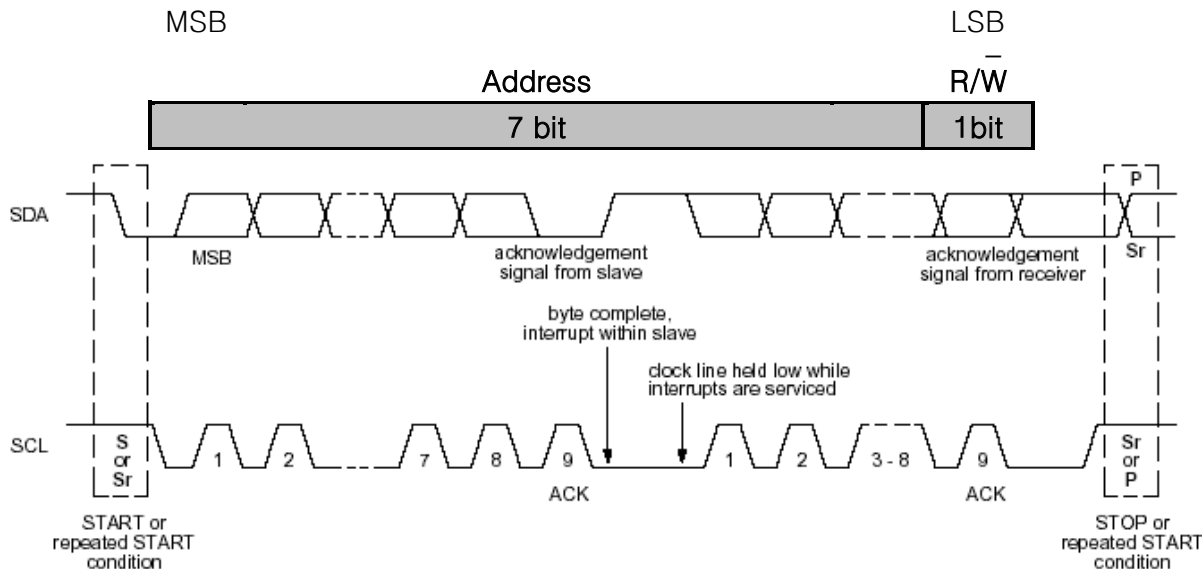 MSB LSB
Address R/W̅
7 bit 1bit
P
SDA
MSB
acknowledgement
signal from slave
acknowledgement
signal from receiver
Sr
byte complete,
interrupt within slave
clock line held low while
interrupts are serviced
SCL
S
or
Sr
1 2 7 8 9 1 2 3 - 8 9
Sr
or
P
ACK ACK
START or
repeated START
condition
STOP or
repeated START
condition